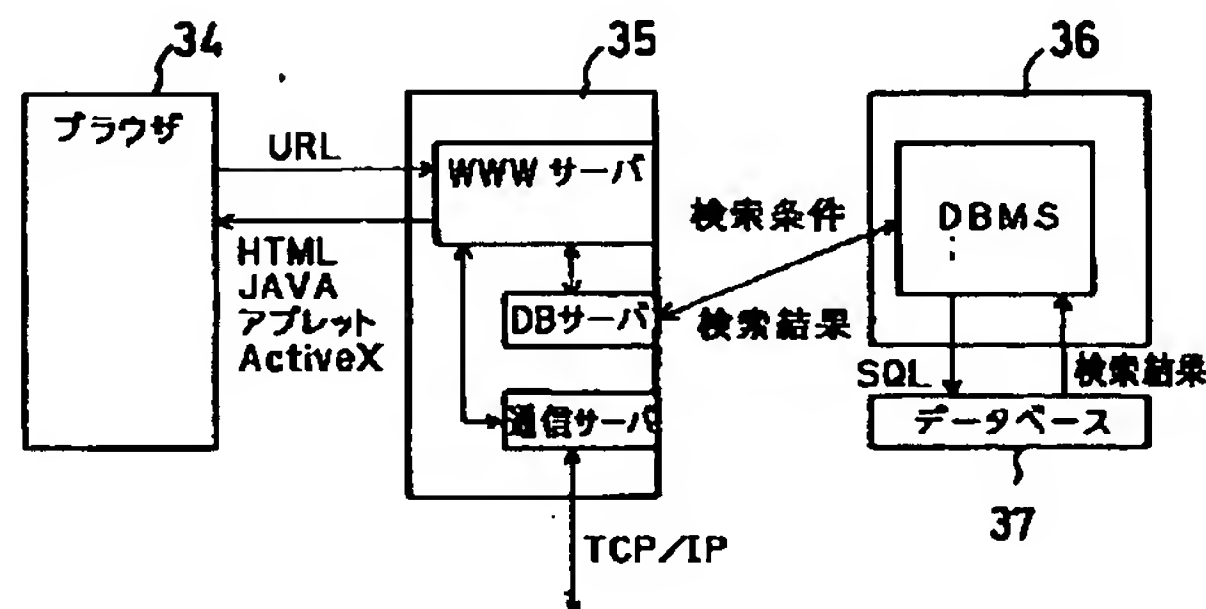 34
35
36
ブラウザ
URL
WWW サーバ
HTML
JAVA
アプレット
ActiveX
DBサーバ
通信サーバ
TCP/IP
検索条件
検索結果
DBMS
SQL
検索結果
データベース
37